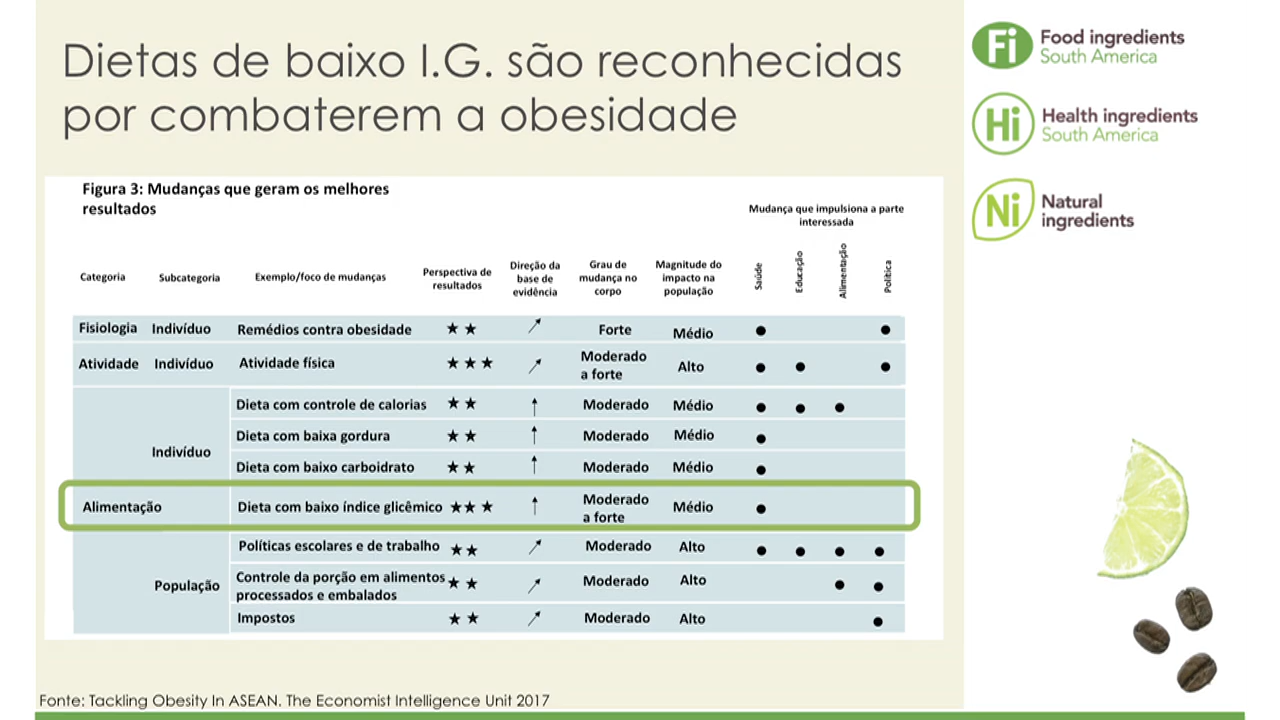 Dietas de baixo I.G. são reconhecidas
por combaterem a obesidade
Fi Food ingredients
South America
Hi Health ingredients
South America
Ni Natural
ingredients
Figura 3: Mudanças que geram os melhores
resultados
Mudança que impulsiona a parte
interessada
Categoria
Subcategoria
Exemplo/foco de mudanças
Perspectiva de
resultados
Direção da
base de
evidência
Grau de
mudança no
corpo
Magnitude do
impacto na
população
Saúde
Educação
Alimentação
Política
Fisiologia Indivíduo Remédios contra obesidade ★ ★ ↗ Forte Médio ● ●
Atividade Indivíduo Atividade física ★ ★ ★ ↗ Moderado
a forte Alto ● ● ●
Dieta com controle de calorias ★ ★ ↑ Moderado Médio ● ● ●
Dieta com baixa gordura ★ ★ ↑ Moderado Médio ●
Indivíduo
Dieta com baixo carboidrato ★ ★ ↑ Moderado Médio ●
Alimentação Dieta com baixo índice glicêmico ★ ★ ★ ↑ Moderado
a forte Médio ●
Políticas escolares e de trabalho ★ ★ ↗ Moderado Alto ● ● ● ●
População Controle da porção em alimentos
processados e embalados ★ ★ ↗ Moderado Alto ● ●
Impostos ★ ★ ↗ Moderado Alto ●
Fonte: Tackling Obesity In ASEAN. The Economist Intelligence Unit 2017